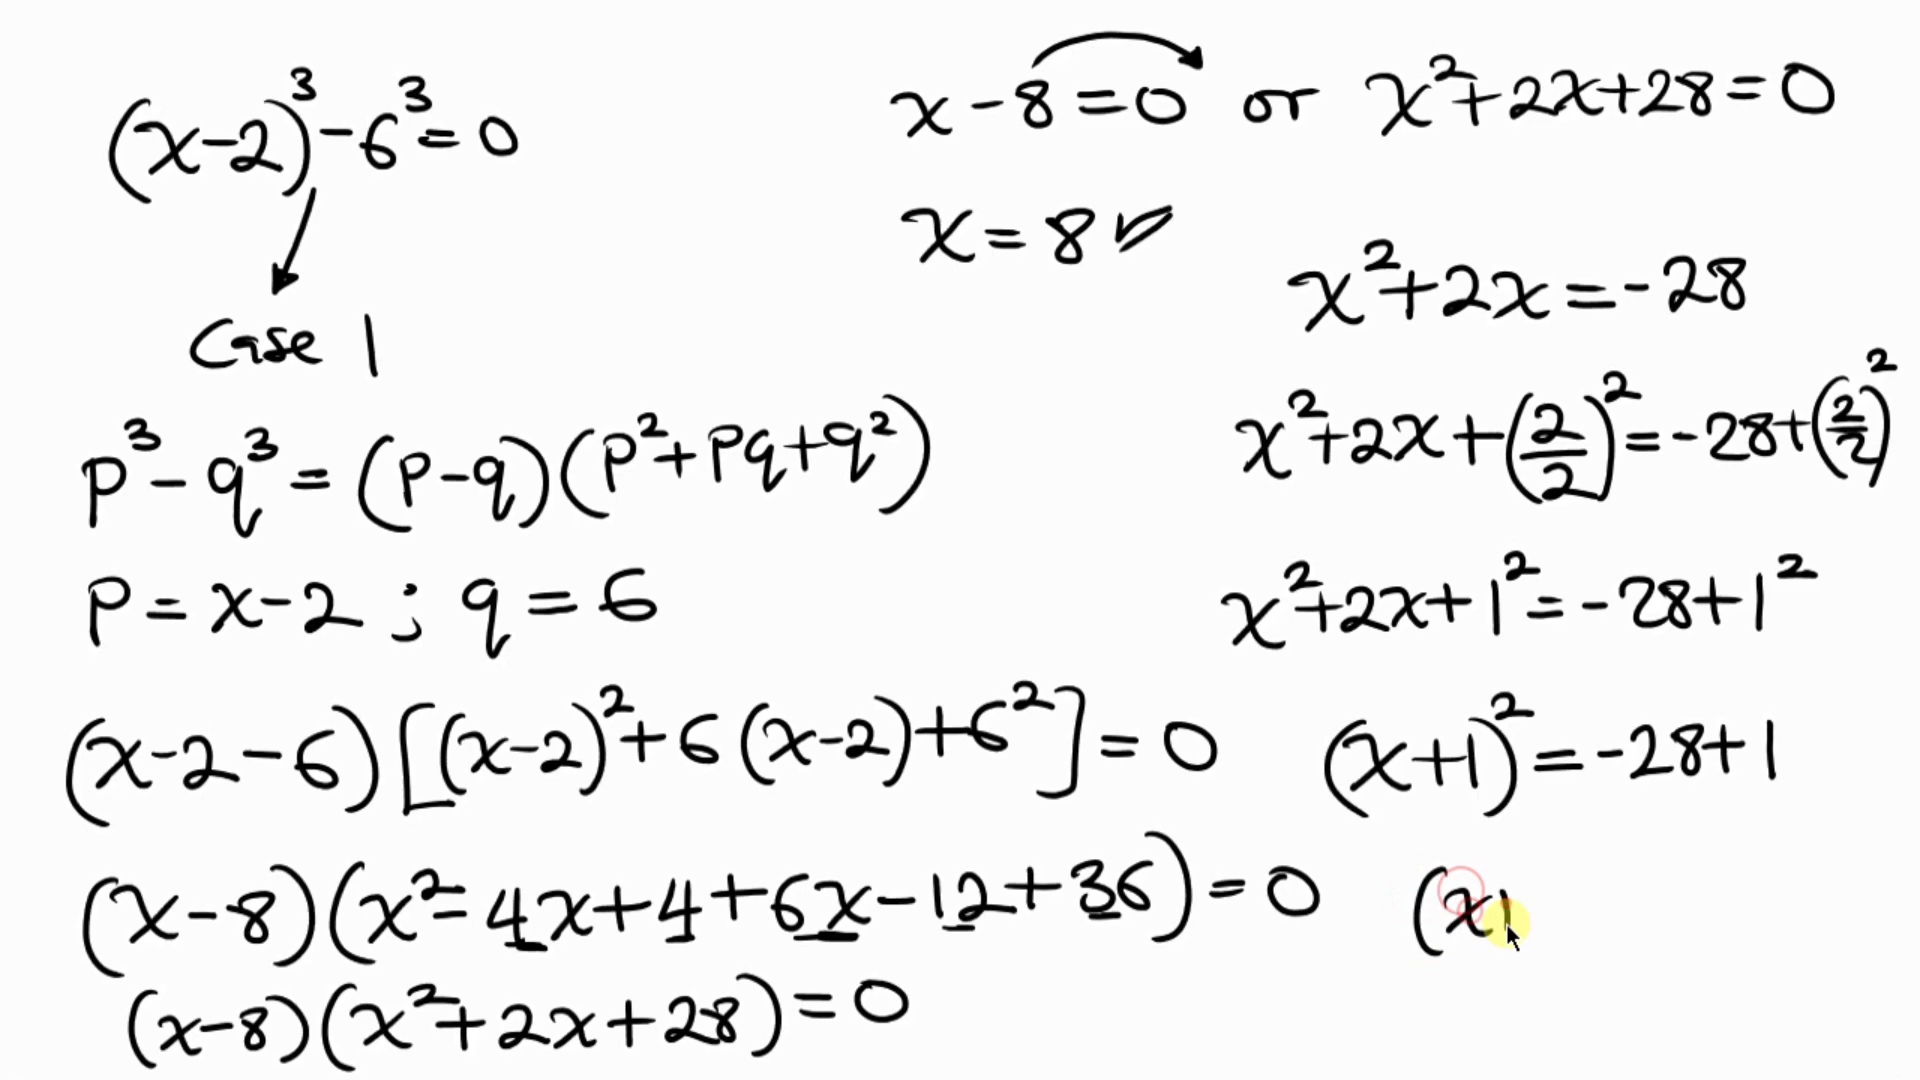 (x-2)³-6³=0
Case 1
p³-q³=(p-q)(p²+pq+q²)
p=x-2 ; q=6
(x-2-6)[(x-2)²+6(x-2)+6²]=0
(x-8)(x²-4x+4+6x-12+36)=0
(x-8)(x²+2x+28)=0
x-8=0 or x²+2x+28=0
x=8
x²+2x=-28
x²+2x+(2/2)²=-28+(2/2)²
x²+2x+1²=-28+1²
(x+1)²=-28+1
(x